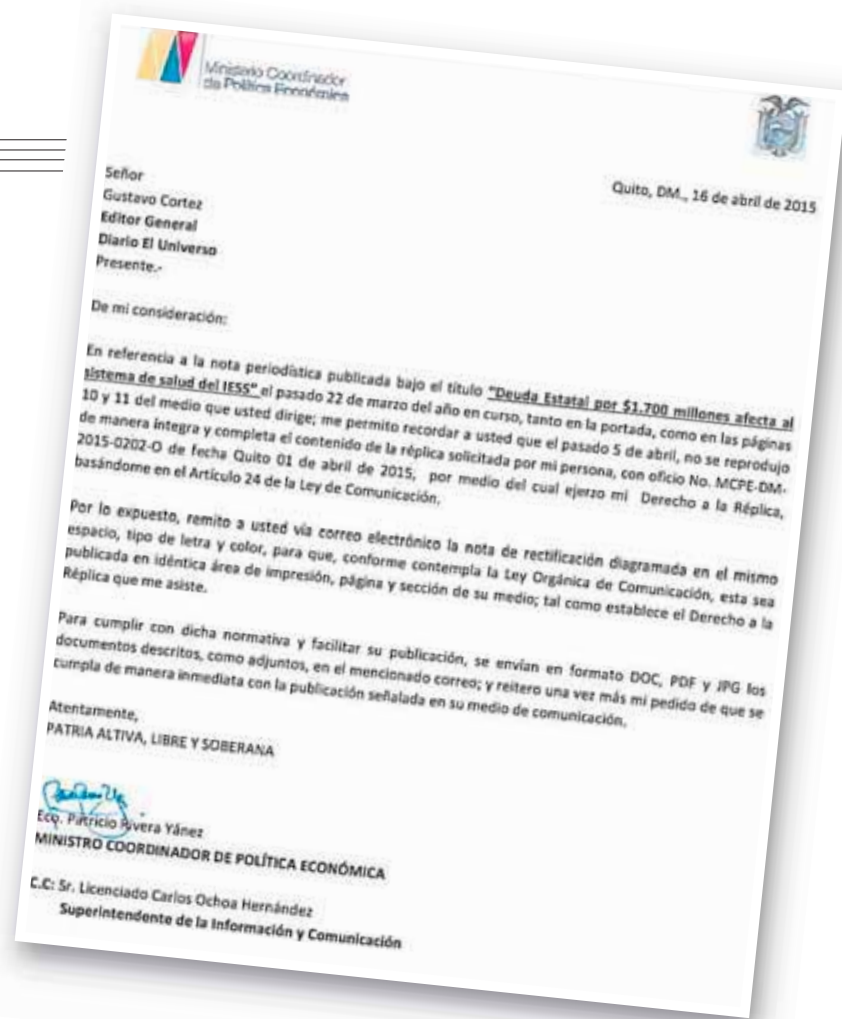 Ministerio Coordinador
de Política Económica
Quito, DM., 16 de abril de 2015
Señor
Gustavo Cortez
Editor General
Diario El Universo
Presente.-
De mi consideración:
En referencia a la nota periodística publicada bajo el título "Deuda Estatal por $1.700 millones afecta al
sistema de salud del IESS" el pasado 22 de marzo del año en curso, tanto en la portada, como en las páginas
10 y 11 del medio que usted dirige; me permito recordar a usted que el pasado 5 de abril, no se reprodujo
de manera íntegra y completa el contenido de la réplica solicitada por mi persona, con oficio No. MCPE-DM-
2015-0202-O de fecha Quito 01 de abril de 2015, por medio del cual ejerzo mi Derecho a la Réplica,
basándome en el Artículo 24 de la Ley de Comunicación.
Por lo expuesto, remito a usted vía correo electrónico la nota de rectificación diagramada en el mismo
espacio, tipo de letra y color, para que, conforme contempla la Ley Orgánica de Comunicación, esta sea
publicada en idéntica área de impresión, página y sección de su medio; tal como establece el Derecho a la
Réplica que me asiste.
Para cumplir con dicha normativa y facilitar su publicación, se envían en formato DOC, PDF y JPG los
documentos descritos, como adjuntos, en el mencionado correo; y reitero una vez más mi pedido de que se
cumpla de manera inmediata con la publicación señalada en su medio de comunicación.
Atentamente,
PATRIA ALTIVA, LIBRE Y SOBERANA
Eco. Patricio Rivera Yánez
MINISTRO COORDINADOR DE POLÍTICA ECONÓMICA
C.C: Sr. Licenciado Carlos Ochoa Hernández
Superintendente de la Información y Comunicación